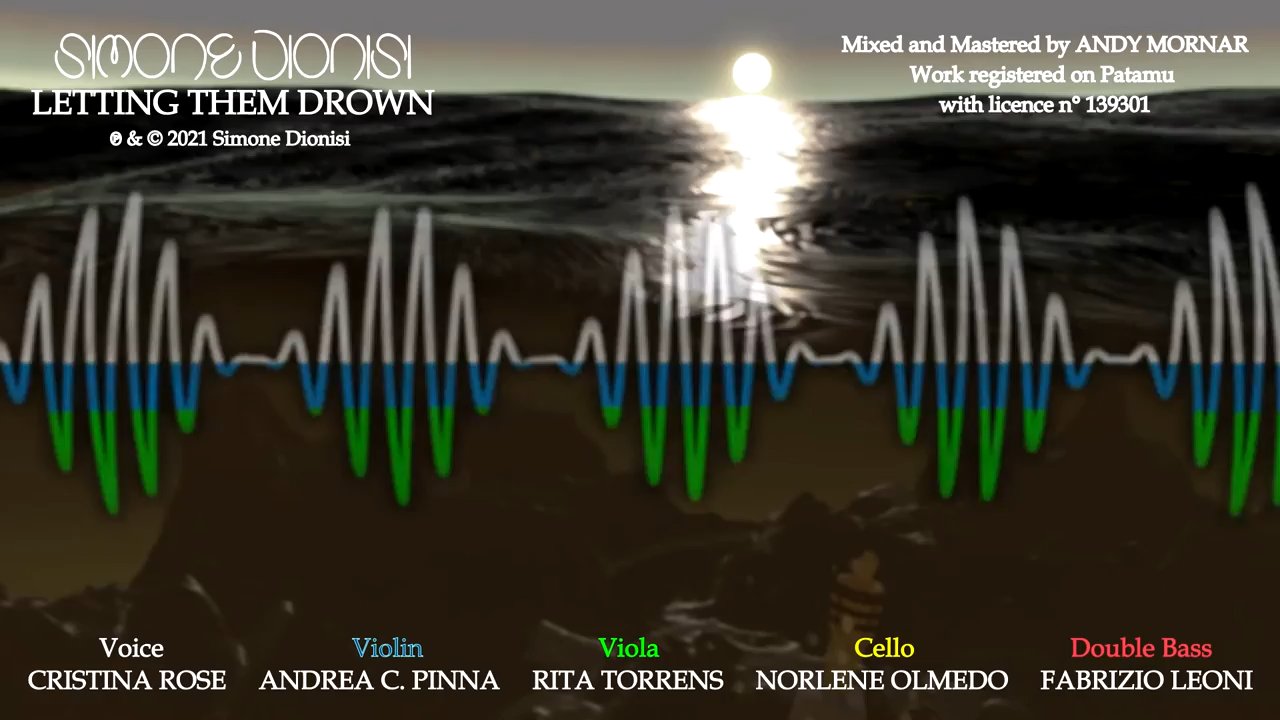 SIMONE DIONISI
LETTING THEM DROWN
℗ & © 2021 Simone Dionisi
Mixed and Mastered by ANDY MORNAR
Work registered on Patamu
with licence n° 139301
Voice
CRISTINA ROSE
Violin
ANDREA C. PINNA
Viola
RITA TORRENS
Cello
NORLENE OLMEDO
Double Bass
FABRIZIO LEONI